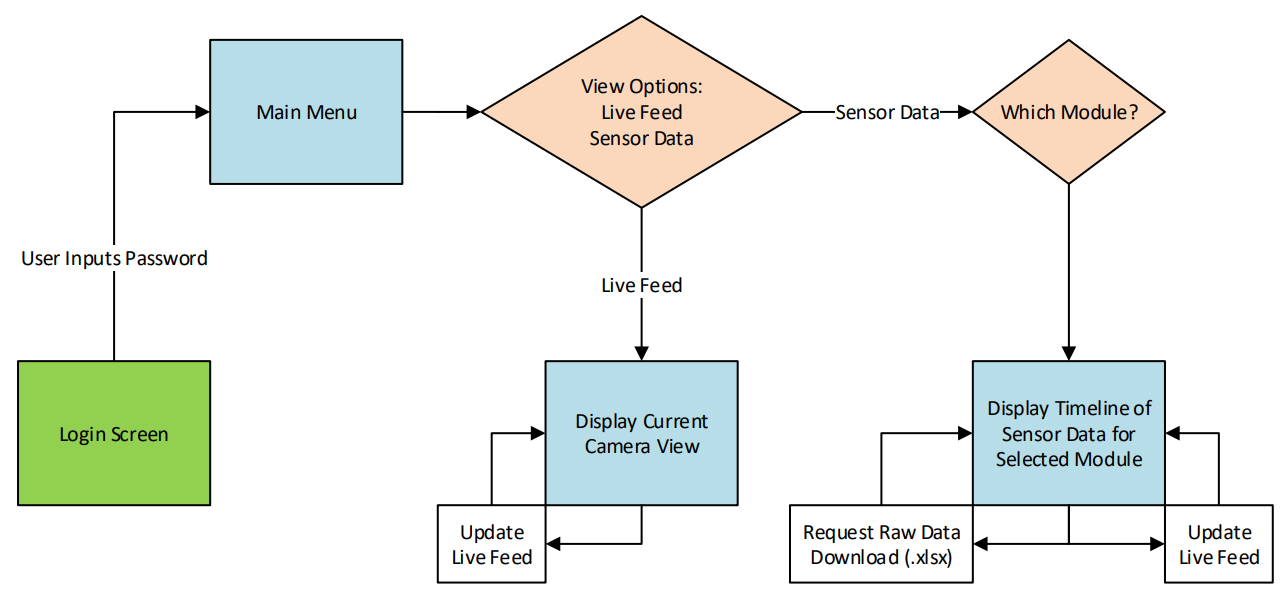 Main Menu
View Options:
Live Feed
Sensor Data
Sensor Data
Which Module?
User Inputs Password
Live Feed
Login Screen
Display Current
Camera View
Display Timeline of
Sensor Data for
Selected Module
Update
Live Feed
Request Raw Data
Download (.xlsx)
Update
Live Feed